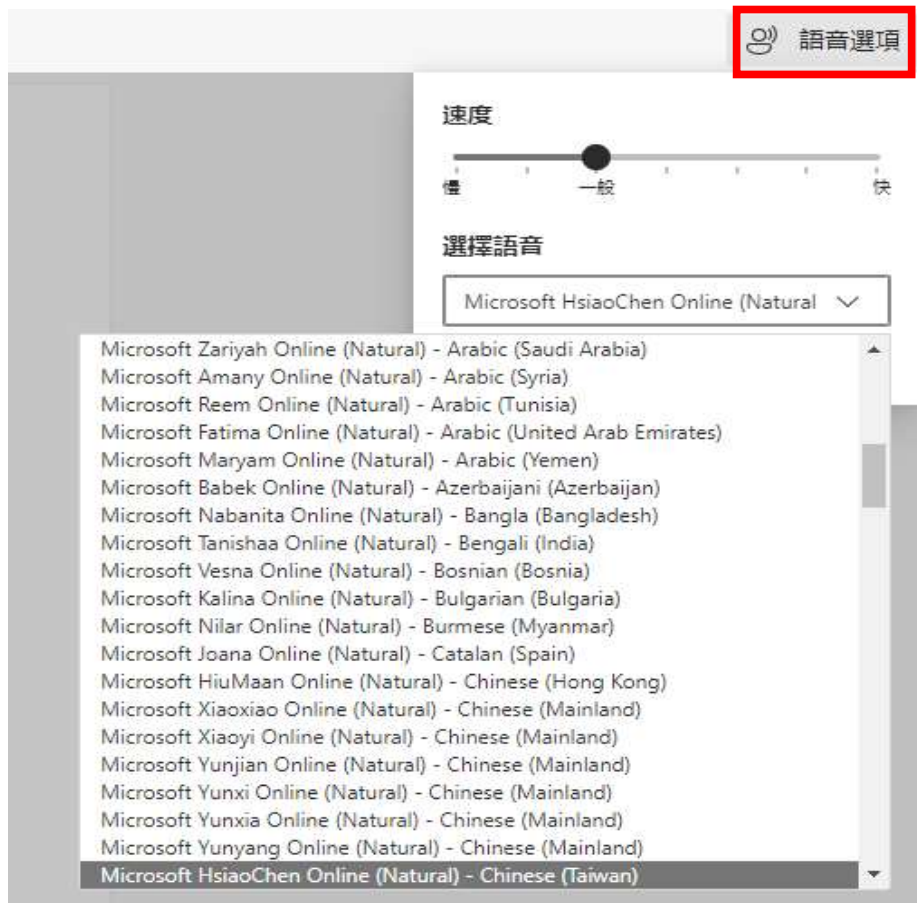 語音選項
速度
慢 一般 快
選擇語音
Microsoft HsiaoChen Online (Natural
Microsoft Zariyah Online (Natural) - Arabic (Saudi Arabia)
Microsoft Amany Online (Natural) - Arabic (Syria)
Microsoft Reem Online (Natural) - Arabic (Tunisia)
Microsoft Fatima Online (Natural) - Arabic (United Arab Emirates)
Microsoft Maryam Online (Natural) - Arabic (Yemen)
Microsoft Babek Online (Natural) - Azerbaijani (Azerbaijan)
Microsoft Nabanita Online (Natural) - Bangla (Bangladesh)
Microsoft Tanishaa Online (Natural) - Bengali (India)
Microsoft Vesna Online (Natural) - Bosnian (Bosnia)
Microsoft Kalina Online (Natural) - Bulgarian (Bulgaria)
Microsoft Nilar Online (Natural) - Burmese (Myanmar)
Microsoft Joana Online (Natural) - Catalan (Spain)
Microsoft HiuMaan Online (Natural) - Chinese (Hong Kong)
Microsoft Xiaoxiao Online (Natural) - Chinese (Mainland)
Microsoft Xiaoyi Online (Natural) - Chinese (Mainland)
Microsoft Yunjian Online (Natural) - Chinese (Mainland)
Microsoft Yunxi Online (Natural) - Chinese (Mainland)
Microsoft Yunxia Online (Natural) - Chinese (Mainland)
Microsoft Yunyang Online (Natural) - Chinese (Mainland)
Microsoft HsiaoChen Online (Natural) - Chinese (Taiwan)